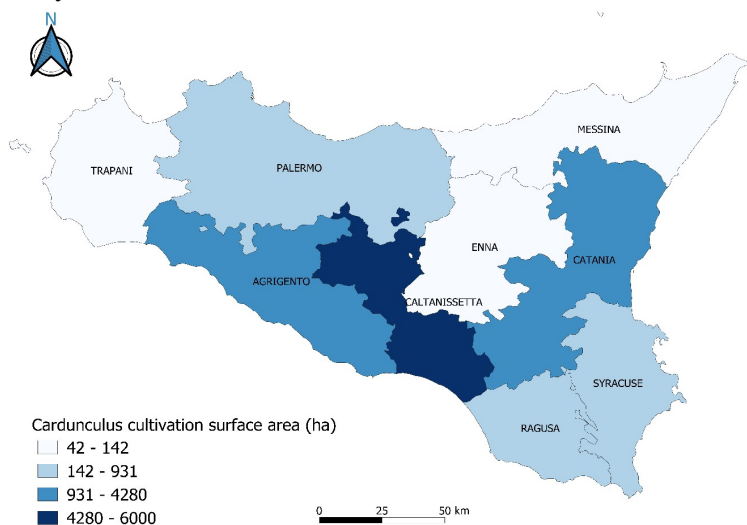 N
MESSINA
TRAPANI
PALERMO
ENNA
CATANIA
AGRIGENTO
CALTANISSETTA
SYRACUSE
RAGUSA
Cardunculus cultivation surface area (ha)
42 - 142
142 - 931
931 - 4280
4280 - 6000
0 25 50 km